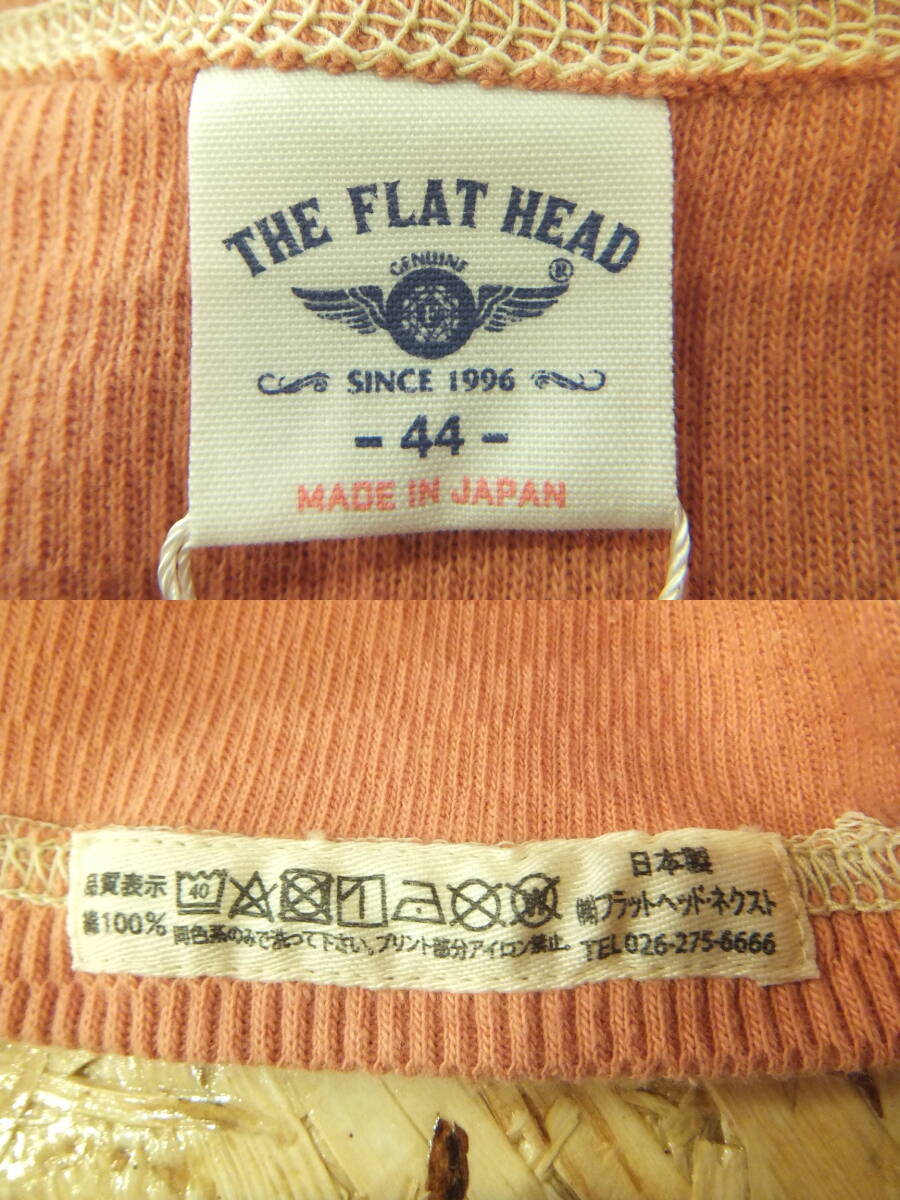 THE FLAT HEAD
GENUINE
®
F
SINCE 1996
- 44 -
MADE IN JAPAN
品質表示
綿100%
40
同色系のみで洗って下さい。プリント部分アイロン禁止。
日本製
㈱フラットヘッド・ネクスト
TEL026-275-6666